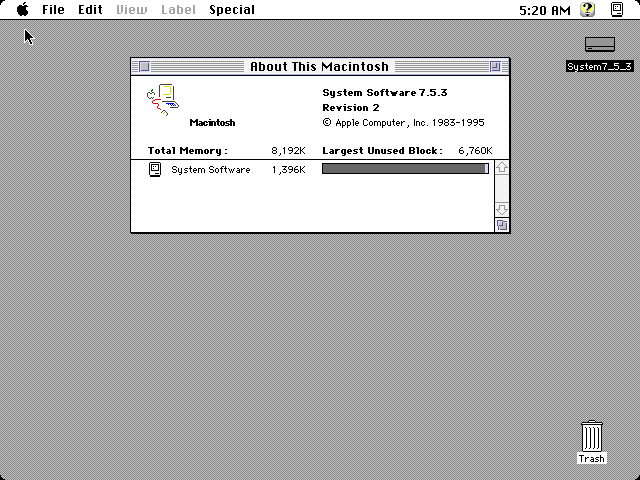 File Edit View Label Special 5:20 AM
System7_5_3
About This Macintosh
System Software 7.5.3
Revision 2
Macintosh © Apple Computer, Inc. 1983-1995
Total Memory : 8,192K Largest Unused Block : 6,760K
System Software 1,396K
Trash